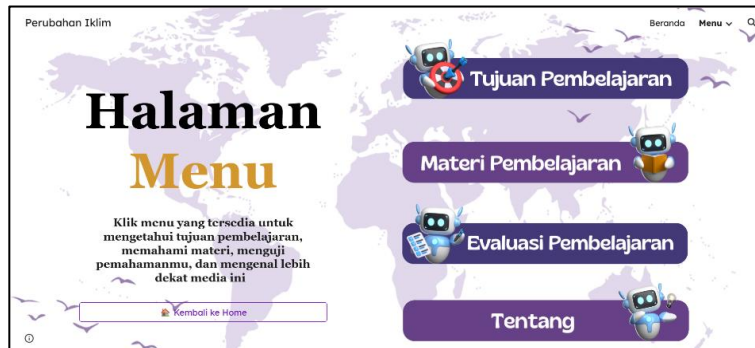 Perubahan Iklim
Beranda Menu
Halaman
Menu
Klik menu yang tersedia untuk
mengetahui tujuan pembelajaran,
memahami materi, menguji
pemahamanmu, dan mengenal lebih
dekat media ini
Kembali ke Home
Tujuan Pembelajaran
Materi Pembelajaran
Evaluasi Pembelajaran
Tentang